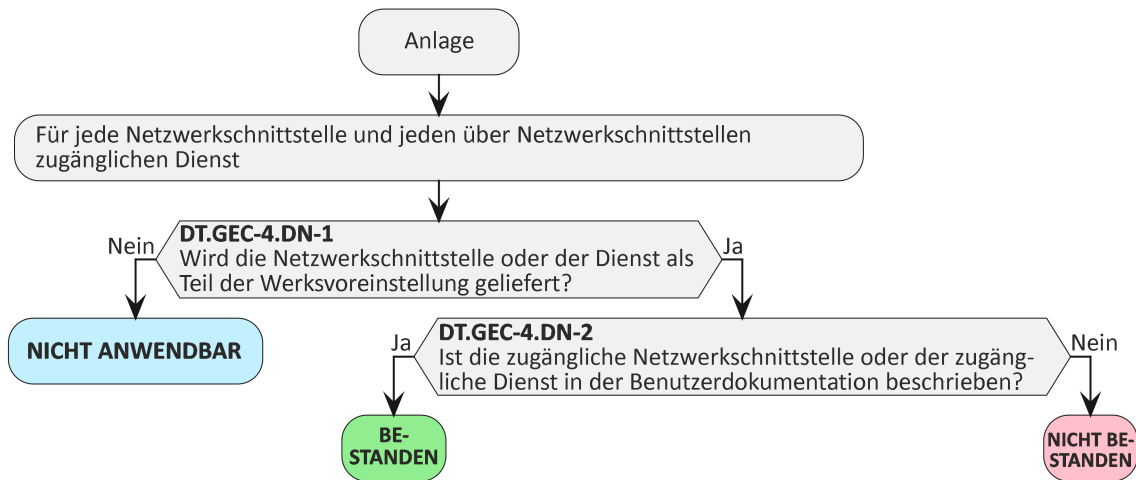 Anlage
Für jede Netzwerkschnittstelle und jeden über Netzwerkschnittstellen
zugänglichen Dienst
Nein
DT.GEC-4.DN-1
Wird die Netzwerkschnittstelle oder der Dienst als
Teil der Werksvoreinstellung geliefert?
Ja
NICHT ANWENDBAR
Ja
DT.GEC-4.DN-2
Ist die zugängliche Netzwerkschnittstelle oder der zugäng-
liche Dienst in der Benutzerdokumentation beschrieben?
Nein
BE-
STANDEN
NICHT BE-
STANDEN